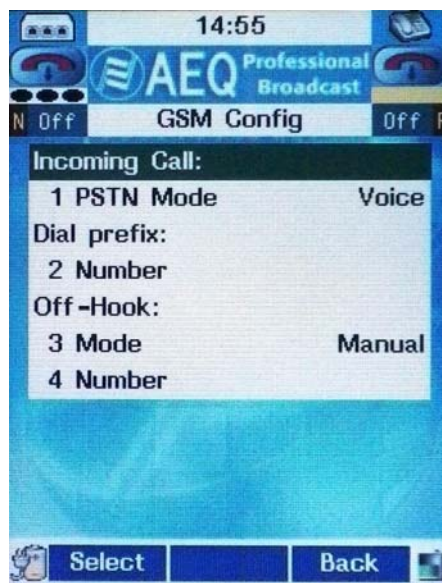 14:55
AEQ Professional Broadcast
N Off GSM Config Off
Incoming Call:
1 PSTN Mode Voice
Dial prefix:
2 Number
Off-Hook:
3 Mode Manual
4 Number
Select Back